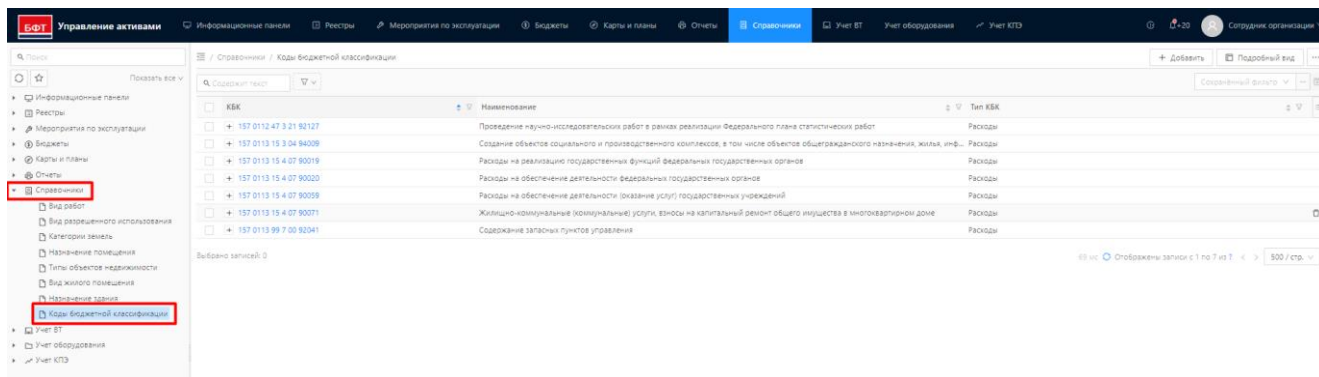 БФТ Управление активами Информационные панели Реестры Мероприятия по эксплуатации Бюджеты Карты и планы Отчеты Справочники Учет ВТ Учет оборудования Учет КПЭ +20 Сотрудник организации
Поиск
Справочники / Коды бюджетной классификации
+ Добавить Подробный вид
Показать все
Содержит текст
Сохранённый фильтр
Информационные панели
Реестры
Мероприятия по эксплуатации
Бюджеты
Карты и планы
Отчеты
Справочники
Вид работ
Вид разрешенного использования
Категории земель
Назначение помещения
Типы объектов недвижимости
Вид жилого помещения
Назначение здания
Коды бюджетной классификации
Учет ВТ
Учет оборудования
Учет КПЭ
КБК Наименование Тип КБК
157 0112 47 3 21 92127 Проведение научно-исследовательских работ в рамках реализации Федерального плана статистических работ Расходы
157 0113 15 3 04 94009 Создание объектов социального и производственного комплексов, в том числе объектов общегражданского назначения, жилья, инф... Расходы
157 0113 15 4 07 90019 Расходы на реализацию государственных функций федеральных государственных органов Расходы
157 0113 15 4 07 90020 Расходы на обеспечение деятельности федеральных государственных органов Расходы
157 0113 15 4 07 90059 Расходы на обеспечение деятельности (оказание услуг) государственных учреждений Расходы
157 0113 15 4 07 90071 Жилищно-коммунальные (коммунальные) услуги, взносы на капитальный ремонт общего имущества в многоквартирном доме Расходы
157 0113 99 7 00 92041 Содержание запасных пунктов управления Расходы
Выбрано записей: 0
Отображены записи с 1 по 7 из 7 < > 500 / стр.